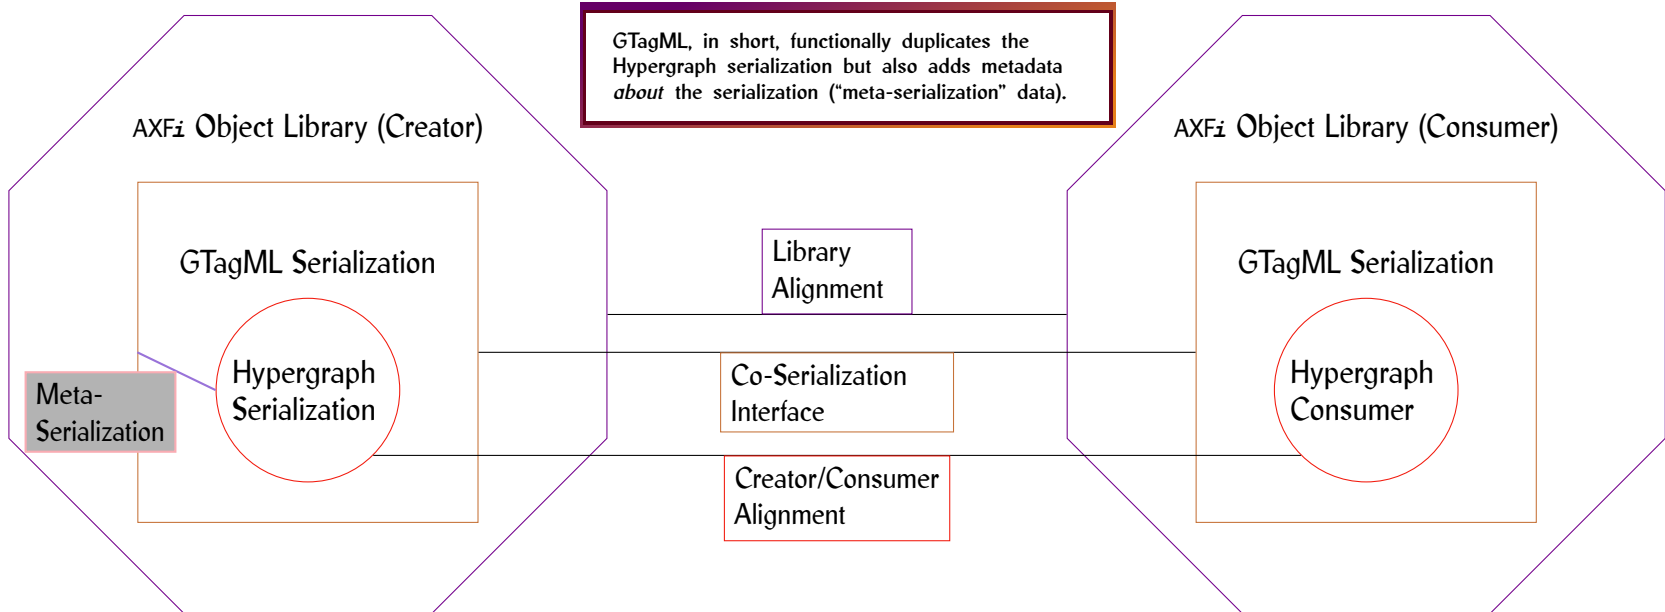 GTagML, in short, functionally duplicates the
Hypergraph serialization but also adds metadata
about the serialization (“meta-serialization” data).
AXFi Object Library (Creator)
AXFi Object Library (Consumer)
Library
Alignment
GTagML Serialization
GTagML Serialization
Hypergraph
Serialization
Hypergraph
Consumer
Meta-
Serialization
Co-Serialization
Interface
Creator/Consumer
Alignment